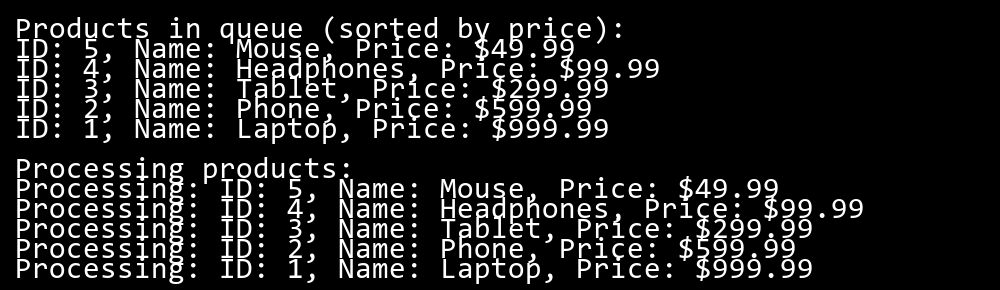 Products in queue (sorted by price):
ID: 5, Name: Mouse, Price: $49.99
ID: 4, Name: Headphones, Price: $99.99
ID: 3, Name: Tablet, Price: $299.99
ID: 2, Name: Phone, Price: $599.99
ID: 1, Name: Laptop, Price: $999.99
Processing products:
Processing: ID: 5, Name: Mouse, Price: $49.99
Processing: ID: 4, Name: Headphones, Price: $99.99
Processing: ID: 3, Name: Tablet, Price: $299.99
Processing: ID: 2, Name: Phone, Price: $599.99
Processing: ID: 1, Name: Laptop, Price: $999.99